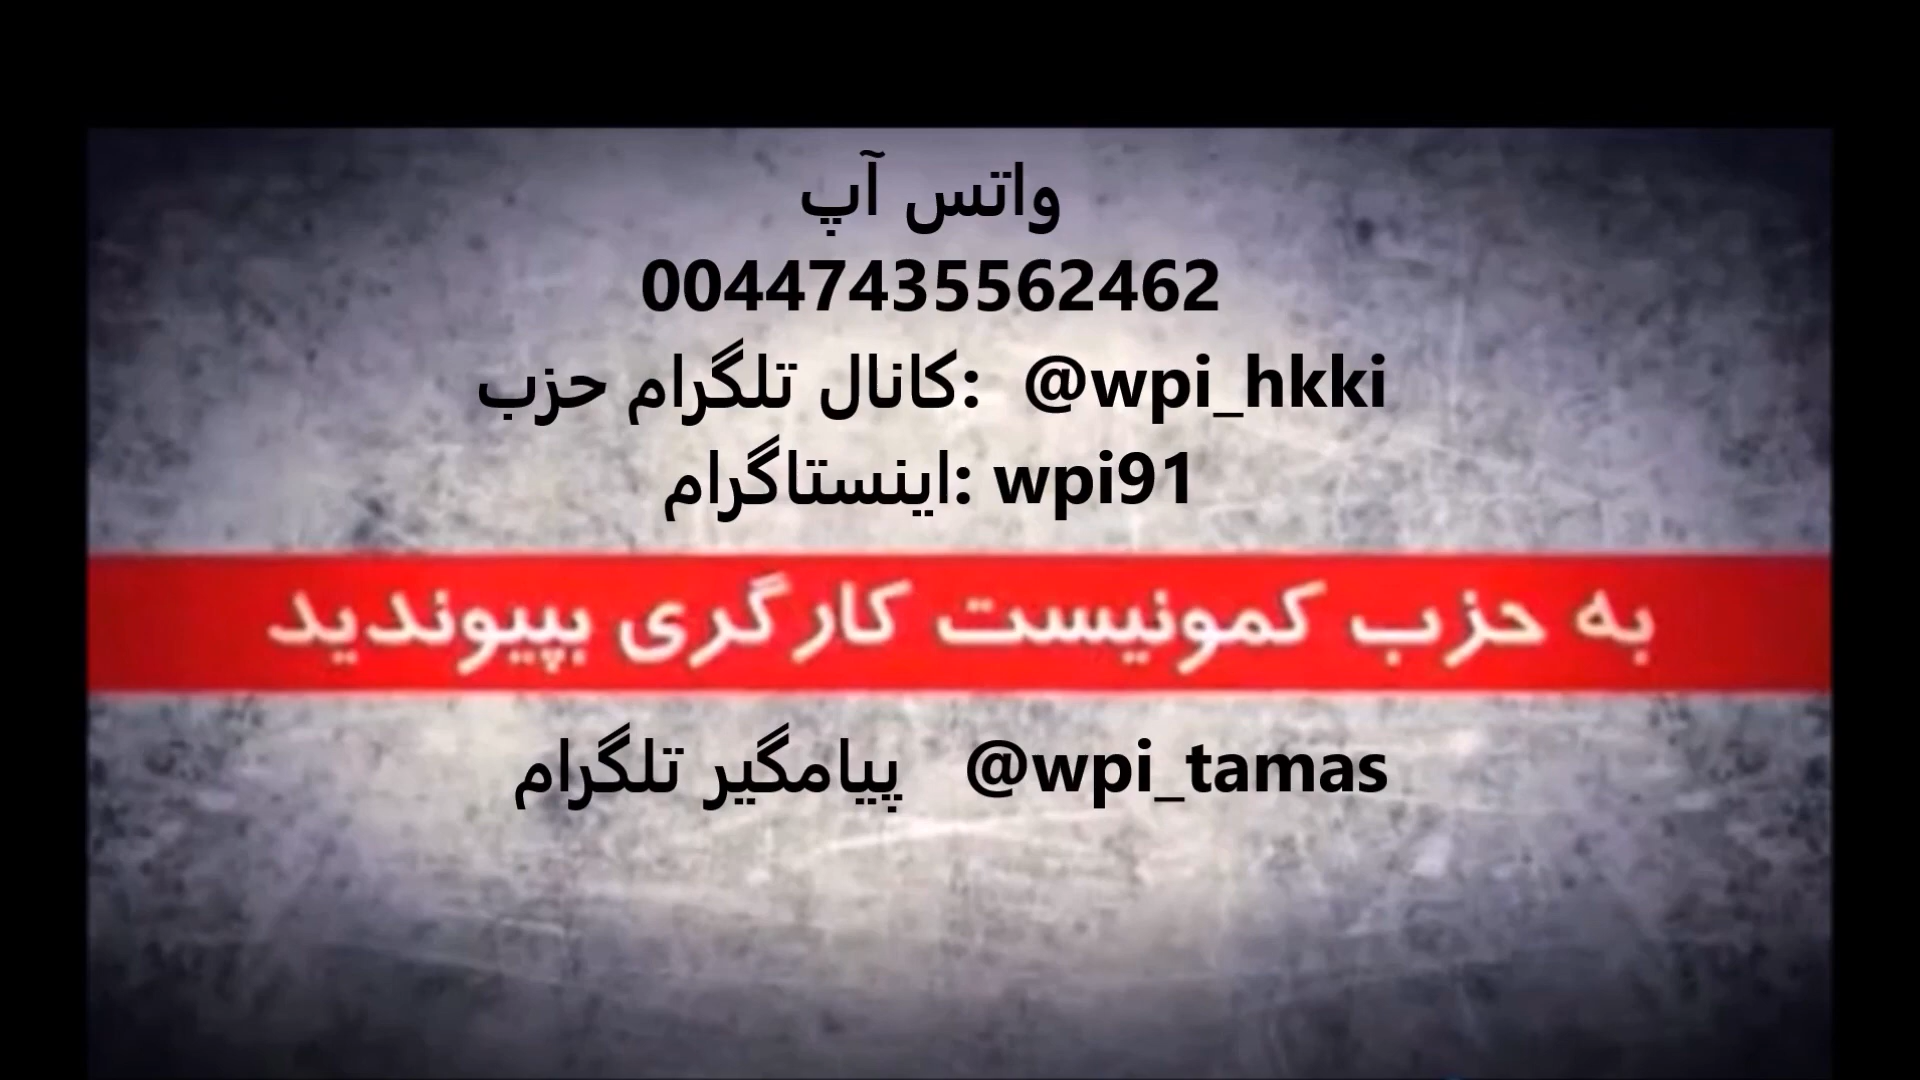 واتس آپ
00447435562462
کانال تلگرام حزب: @wpi_hkki
اینستاگرام: wpi91
به حزب کمونیست کارگری بپیوندید
پیامگیر تلگرام @wpi_tamas